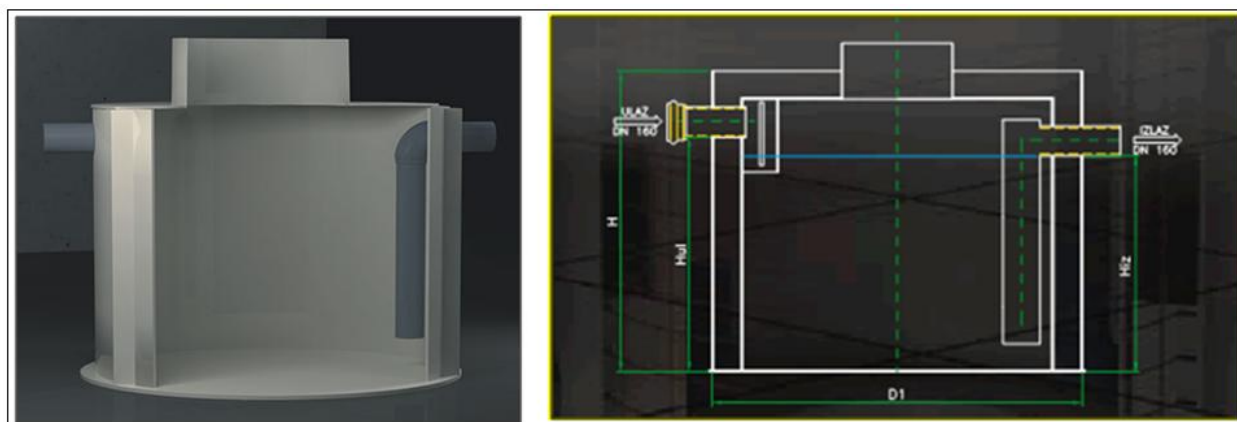 ULAZ
DN 160
IZLAZ
DN 160
H
Hul
Hiz
D1